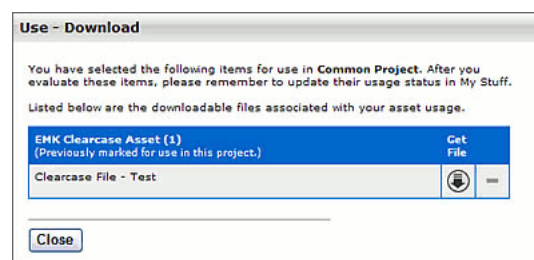 Use - Download
You have selected the following items for use in Common Project. After you
evaluate these items, please remember to update their usage status in My Stuff.
Listed below are the downloadable files associated with your asset usage.
EMK Clearcase Asset (1) Get
(Previously marked for use in this project.) File
Clearcase File - Test
Close